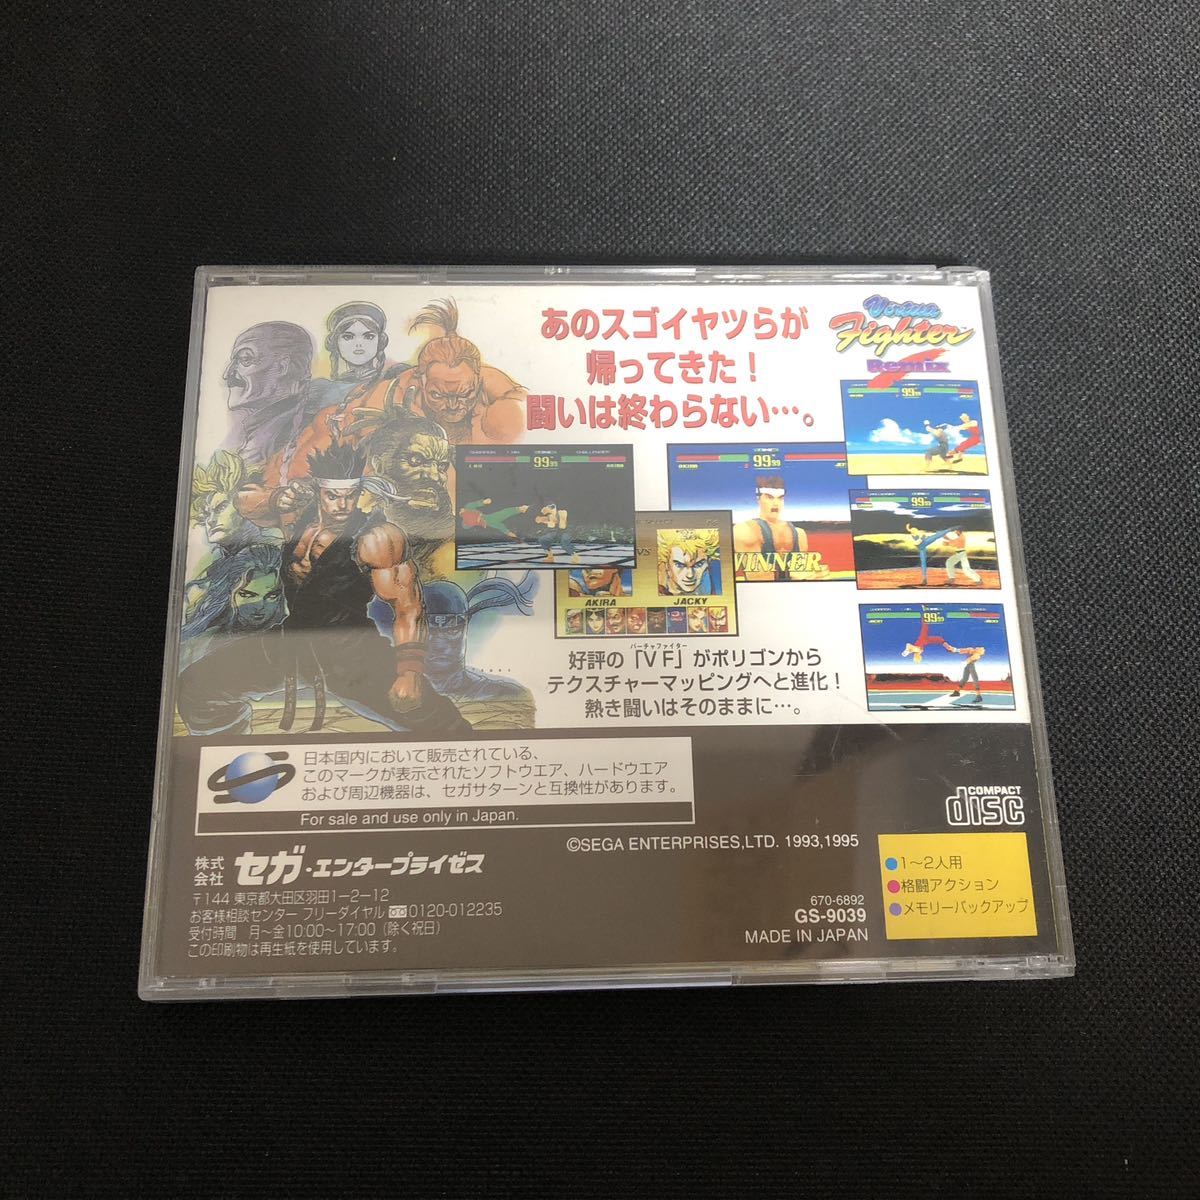 あのスゴイヤツらが
帰ってきた！
闘いは終わらない…。
Virtua
Fighter
Remix
99
99
WINNER
99
99
99
VS
AKIRA
JACKY
バーチャファイター
好評の「VF」がポリゴンから
テクスチャーマッピングへと進化！
熱き闘いはそのままに…。
日本国内において販売されている、
このマークが表示されたソフトウエア、ハードウエア
および周辺機器は、セガサターンと互換性があります。
For sale and use only in Japan.
COMPACT
disc
©SEGA ENTERPRISES,LTD. 1993,1995
株式会社 セガ・エンタープライゼス
〒144 東京都大田区羽田1－2－12
お客様相談センター フリーダイヤル 0120-012235
受付時間 月～金10:00～17:00（除く祝日）
この印刷物は再生紙を使用しています。
670-6892
GS-9039
MADE IN JAPAN
●1～2人用
●格闘アクション
●メモリーバックアップ